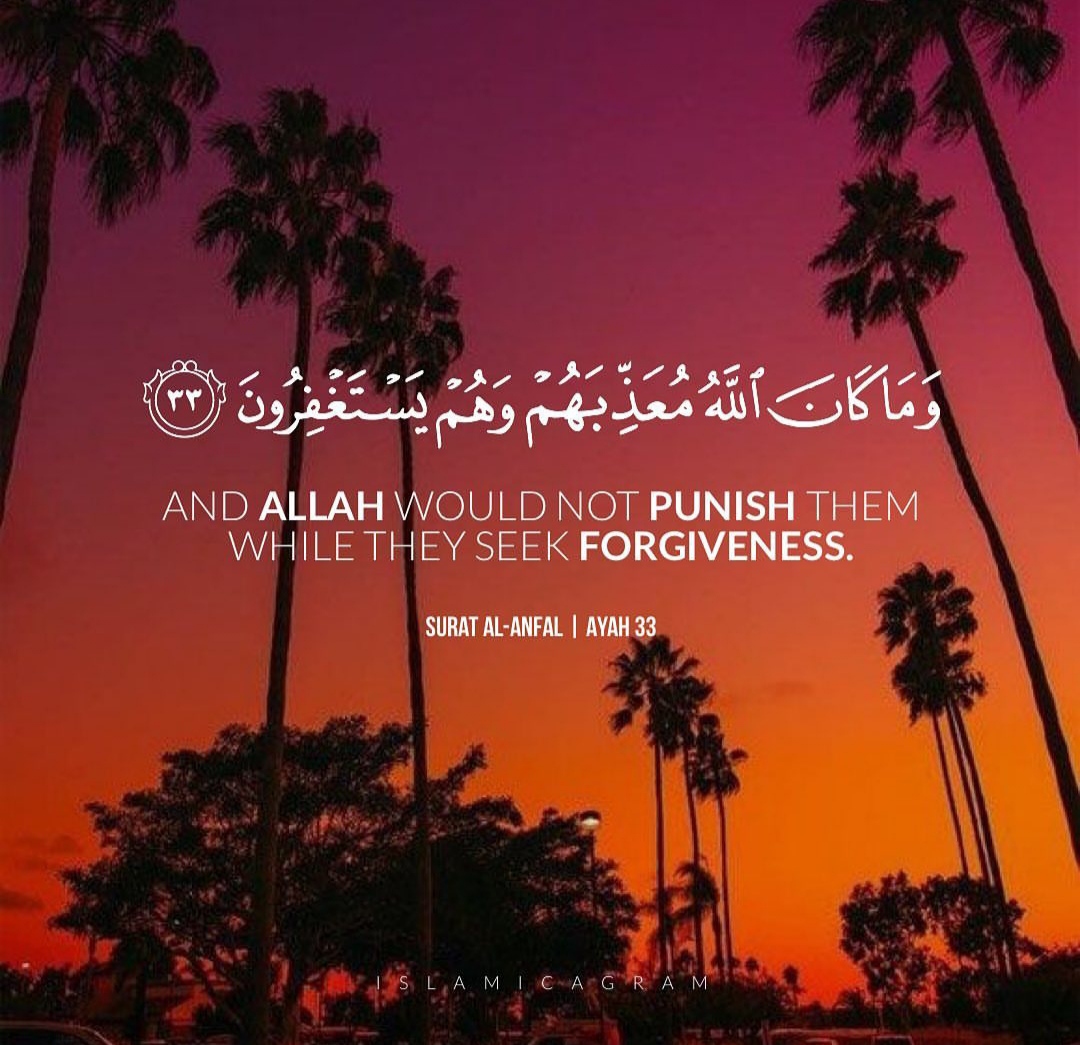 وَمَا كَانَ ٱللَّهُ مُعَذِّبَهُمْ وَهُمْ يَسْتَغْفِرُونَ ٣٣
AND ALLAH WOULD NOT PUNISH THEM
WHILE THEY SEEK FORGIVENESS.
SURAT AL-ANFAL | AYAH 33
ISLAMICAGRAM